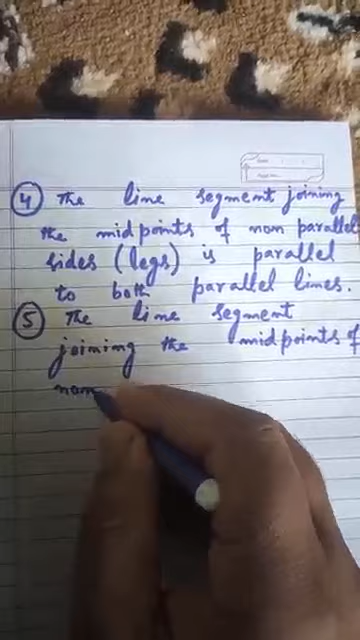 4 The line segment joining
the midpoints of non parallel
sides (legs) is parallel
to both parallel lines.
5 The line segment
joining the midpoints of
non